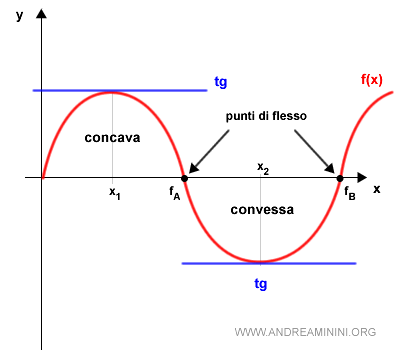 y
tg
f(x)
punti di flesso
concava
x2
x1
fA
fB
x
convessa
tg
WWW.ANDREAMININI.ORG